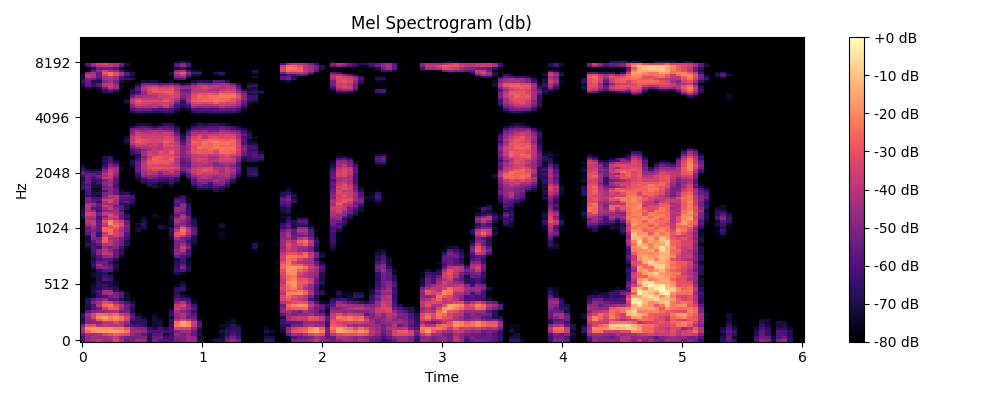 Mel Spectrogram (db)
8192
4096
2048
1024
512
0
Hz
0 1 2 3 4 5 6
Time
+0 dB
-10 dB
-20 dB
-30 dB
-40 dB
-50 dB
-60 dB
-70 dB
-80 dB